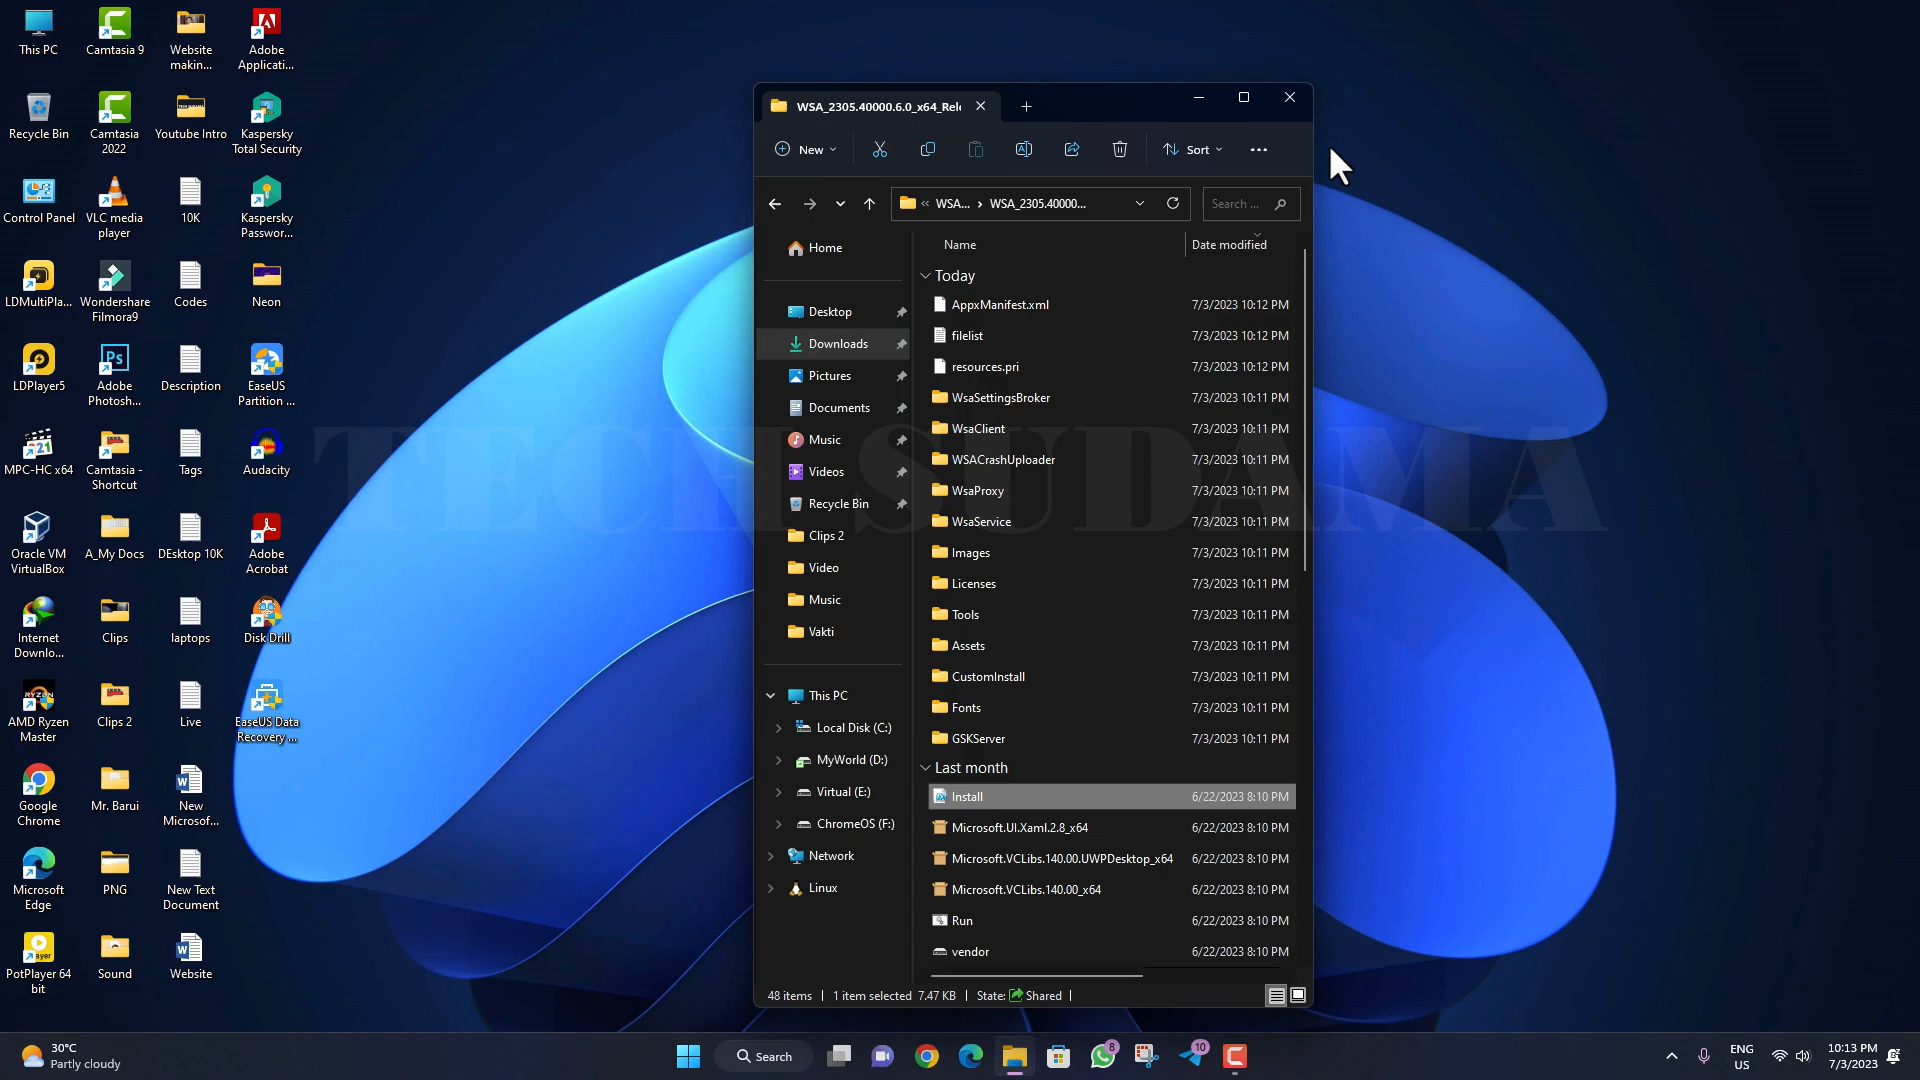 This PC
Camtasia 9
Website
makin...
Adobe
Applicati...
Recycle Bin
Camtasia
2022
Youtube Intro
Kaspersky
Total Security
Control Panel
VLC media
player
10K
Kaspersky
Passwor...
LDMultiPla...
Wondershare
Filmora9
Codes
Neon
LDPlayer5
Adobe
Photosh...
Description
EaseUS
Partition ...
MPC-HC x64
Camtasia -
Shortcut
Tags
Audacity
Oracle VM
VirtualBox
A_My Docs
DEsktop 10K
Adobe
Acrobat
Internet
Downlo...
Clips
laptops
Disk Drill
AMD Ryzen
Master
Clips 2
Live
EaseUS Data
Recovery ...
Google
Chrome
Mr. Barui
New
Microsof...
Microsoft
Edge
PNG
New Text
Document
PotPlayer 64
bit
Sound
Website
WSA_2305.40000.6.0_x64_Rele
New
Sort
WSA...
WSA_2305.40000...
Search ...
Home
Desktop
Downloads
Pictures
Documents
Music
Videos
Recycle Bin
Clips 2
Video
Music
Vakti
This PC
Local Disk (C:)
MyWorld (D:)
Virtual (E:)
ChromeOS (F:)
Network
Linux
Name Date modified
Today
AppxManifest.xml 7/3/2023 10:12 PM
filelist 7/3/2023 10:12 PM
resources.pri 7/3/2023 10:12 PM
WsaSettingsBroker 7/3/2023 10:11 PM
WsaClient 7/3/2023 10:11 PM
WSACrashUploader 7/3/2023 10:11 PM
WsaProxy 7/3/2023 10:11 PM
WsaService 7/3/2023 10:11 PM
Images 7/3/2023 10:11 PM
Licenses 7/3/2023 10:11 PM
Tools 7/3/2023 10:11 PM
Assets 7/3/2023 10:11 PM
CustomInstall 7/3/2023 10:11 PM
Fonts 7/3/2023 10:11 PM
GSKServer 7/3/2023 10:11 PM
Last month
Install 6/22/2023 8:10 PM
Microsoft.UI.Xaml.2.8_x64 6/22/2023 8:10 PM
Microsoft.VCLibs.140.00.UWPDesktop_x64 6/22/2023 8:10 PM
Microsoft.VCLibs.140.00_x64 6/22/2023 8:10 PM
Run 6/22/2023 8:10 PM
vendor 6/22/2023 8:10 PM
48 items 1 item selected 7.47 KB State: Shared
TECH SUDAMA
30°C
Partly cloudy
Search
8
10
ENG
US
10:13 PM
7/3/2023